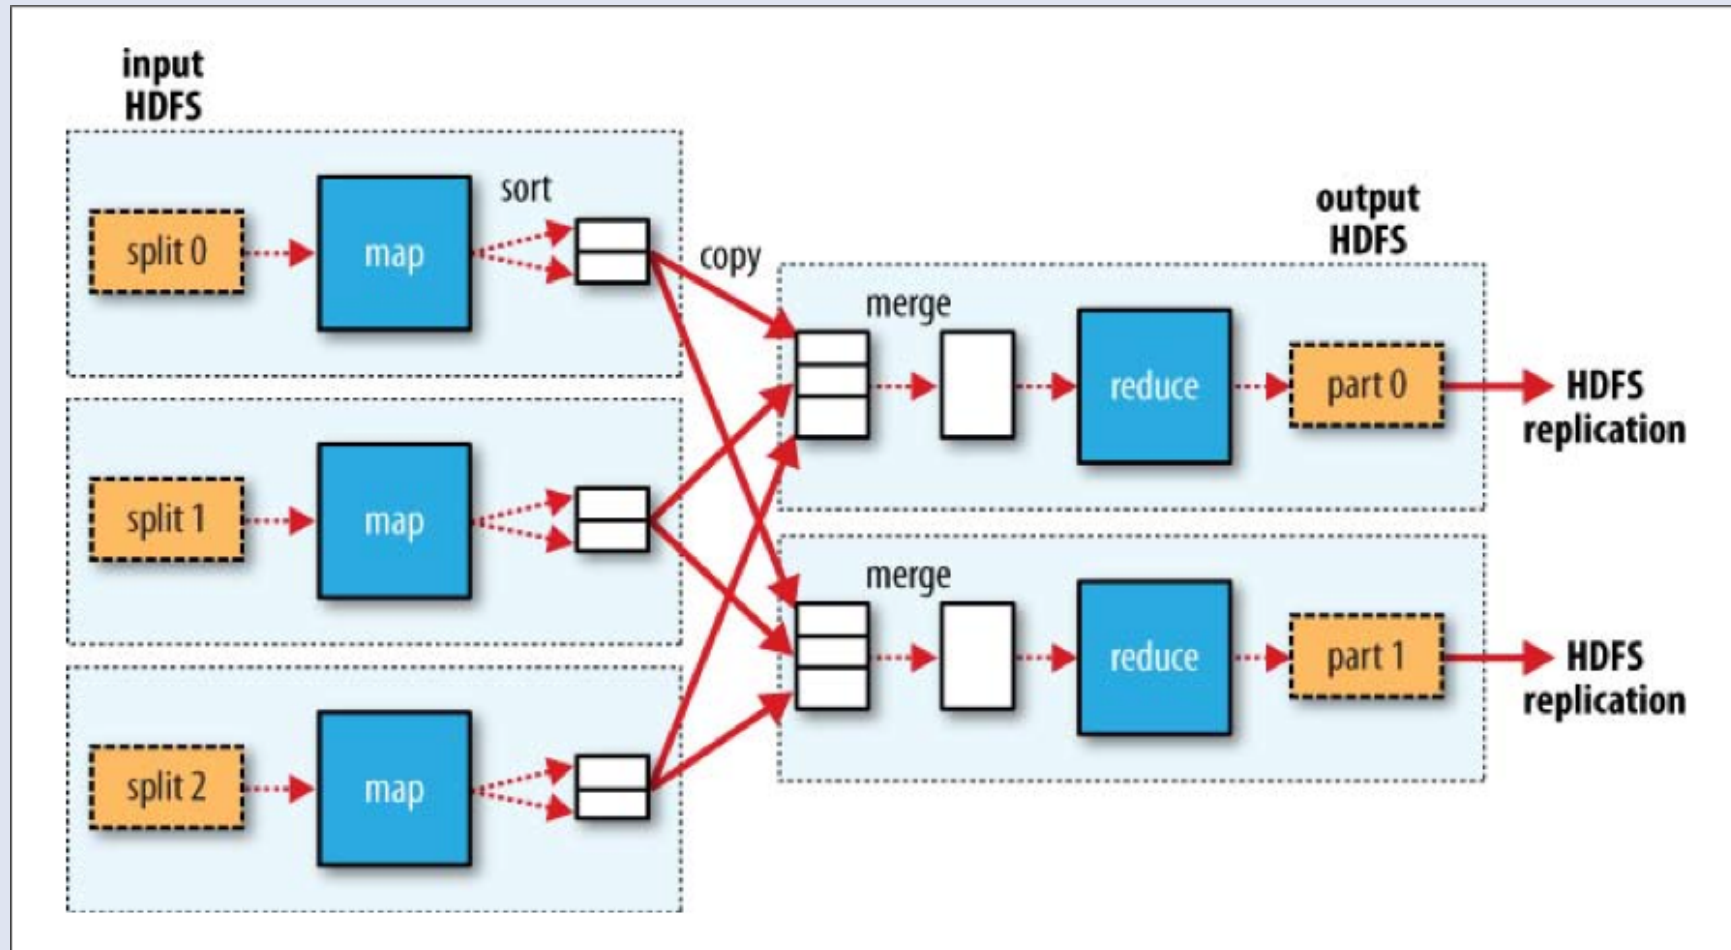 input
HDFS
split 0
map
sort
copy
split 1
map
split 2
map
output
HDFS
merge
reduce
part 0
HDFS
replication
merge
reduce
part 1
HDFS
replication